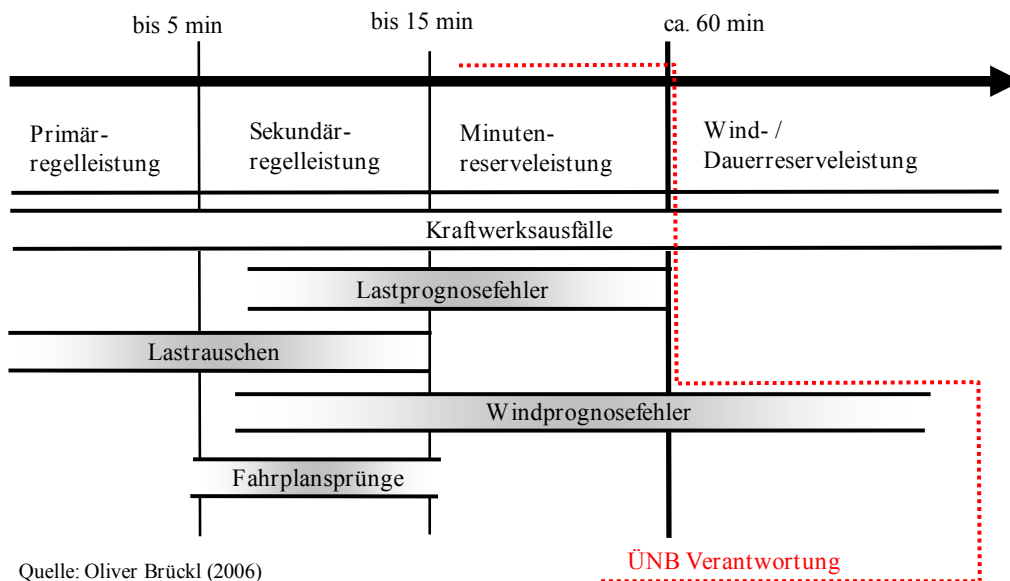 bis 5 min
bis 15 min
ca. 60 min
Primär-
regelleistung
Sekundär-
regelleistung
Minuten-
reserveleistung
Wind- /
Dauerreserveleistung
Kraftwerksausfälle
Lastprognosefehler
Lastrauschen
Windprognosefehler
Fahrplansprünge
ÜNB Verantwortung
Quelle: Oliver Brückl (2006)